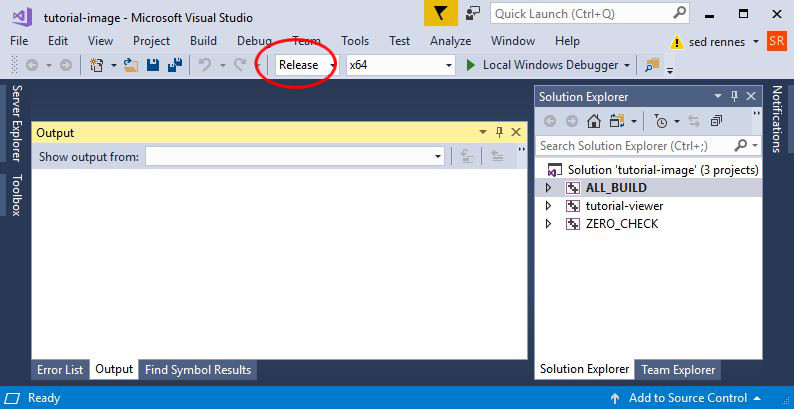 tutorial-image - Microsoft Visual Studio
Quick Launch (Ctrl+Q)
File Edit View Project Build Debug Team Tools Test Analyze Window Help sed rennes SR
Release x64 Local Windows Debugger
Server Explorer
Toolbox
Output
Show output from:
Error List Output Find Symbol Results
Solution Explorer
Search Solution Explorer (Ctrl+;)
Solution 'tutorial-image' (3 projects)
ALL_BUILD
tutorial-viewer
ZERO_CHECK
Solution Explorer Team Explorer
Notifications
Ready Add to Source Control